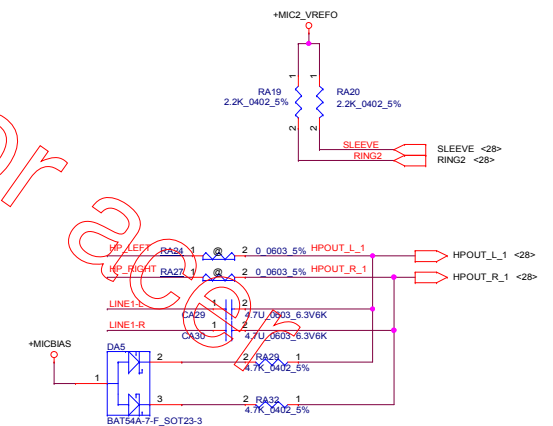 +MIC2_VREFO
1 1
RA19 RA20
2.2K_0402_5% 2.2K_0402_5%
2 2
SLEEVE SLEEVE <28>
RING2 RING2 <28>
HP_LEFT RA24 1 @ 2 0_0603_5% HPOUT_L_1 HPOUT_L_1 <28>
HP_RIGHT RA27 1 @ 2 0_0603_5% HPOUT_R_1 HPOUT_R_1 <28>
LINE1-L 1 2
CA29 4.7U_0603_6.3V6K
LINE1-R 1 2
CA30 4.7U_0603_6.3V6K
+MICBIAS
DA5
2 2 RA29 1
4.7K_0402_5%
1
3 2 RA32 1
4.7K_0402_5%
BAT54A-7-F_SOT23-3